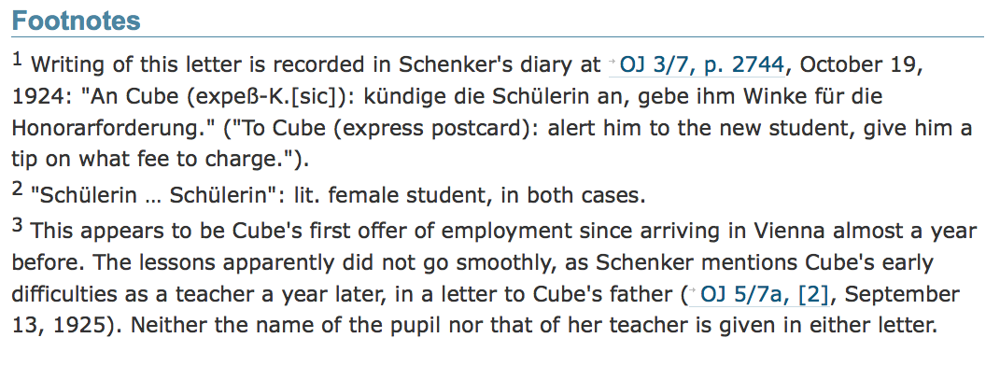 Footnotes
1 Writing of this letter is recorded in Schenker's diary at OJ 3/7, p. 2744, October 19,
1924: "An Cube (expeß-K.[sic]): kündige die Schülerin an, gebe ihm Winke für die
Honorarforderung." ("To Cube (express postcard): alert him to the new student, give him a
tip on what fee to charge.").
2 "Schülerin ... Schülerin": lit. female student, in both cases.
3 This appears to be Cube's first offer of employment since arriving in Vienna almost a year
before. The lessons apparently did not go smoothly, as Schenker mentions Cube's early
difficulties as a teacher a year later, in a letter to Cube's father ( OJ 5/7a, [2], September
13, 1925). Neither the name of the pupil nor that of her teacher is given in either letter.